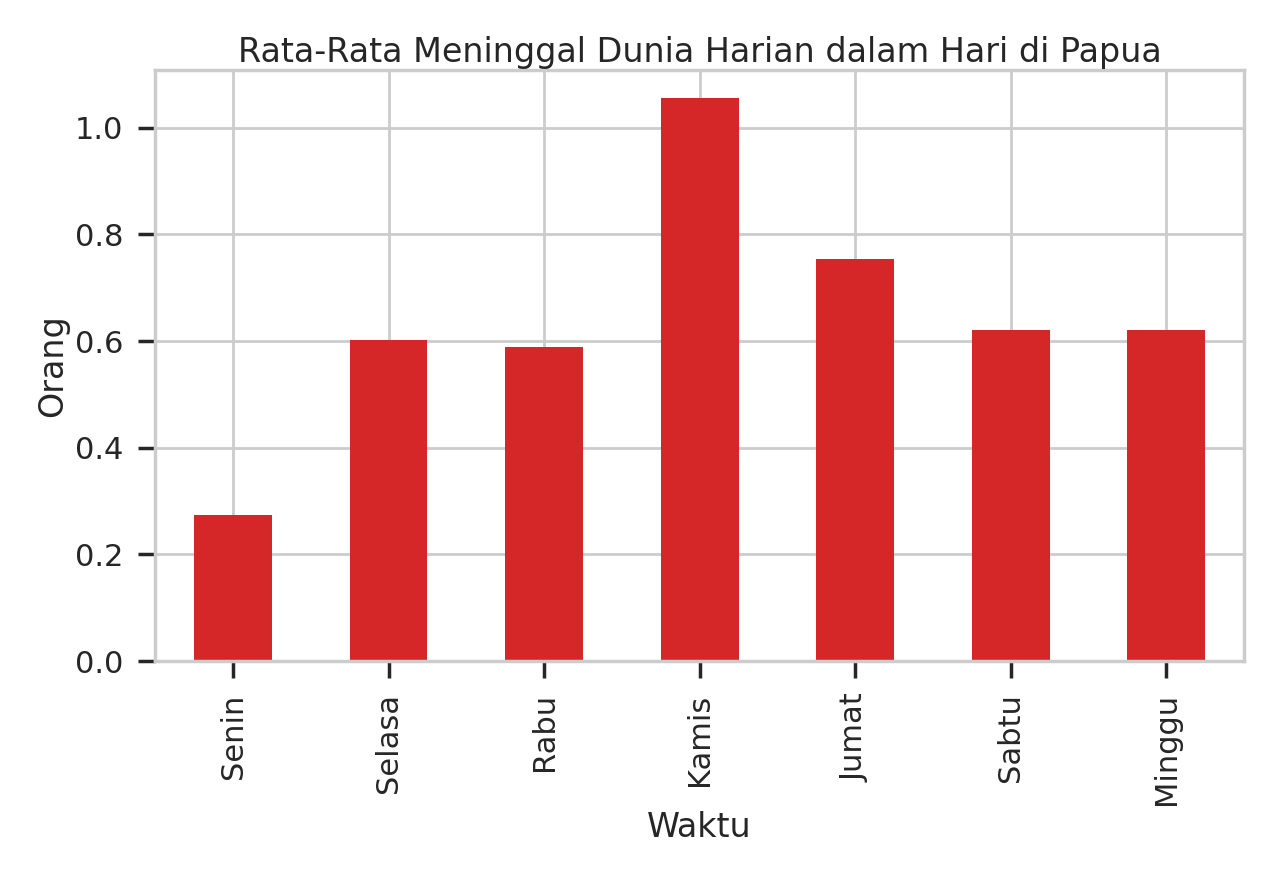 Rata-Rata Meninggal Dunia Harian dalam Hari di Papua
1.0
0.8
0.6
0.4
0.2
0.0
Orang
Senin
Selasa
Rabu
Kamis
Jumat
Sabtu
Minggu
Waktu